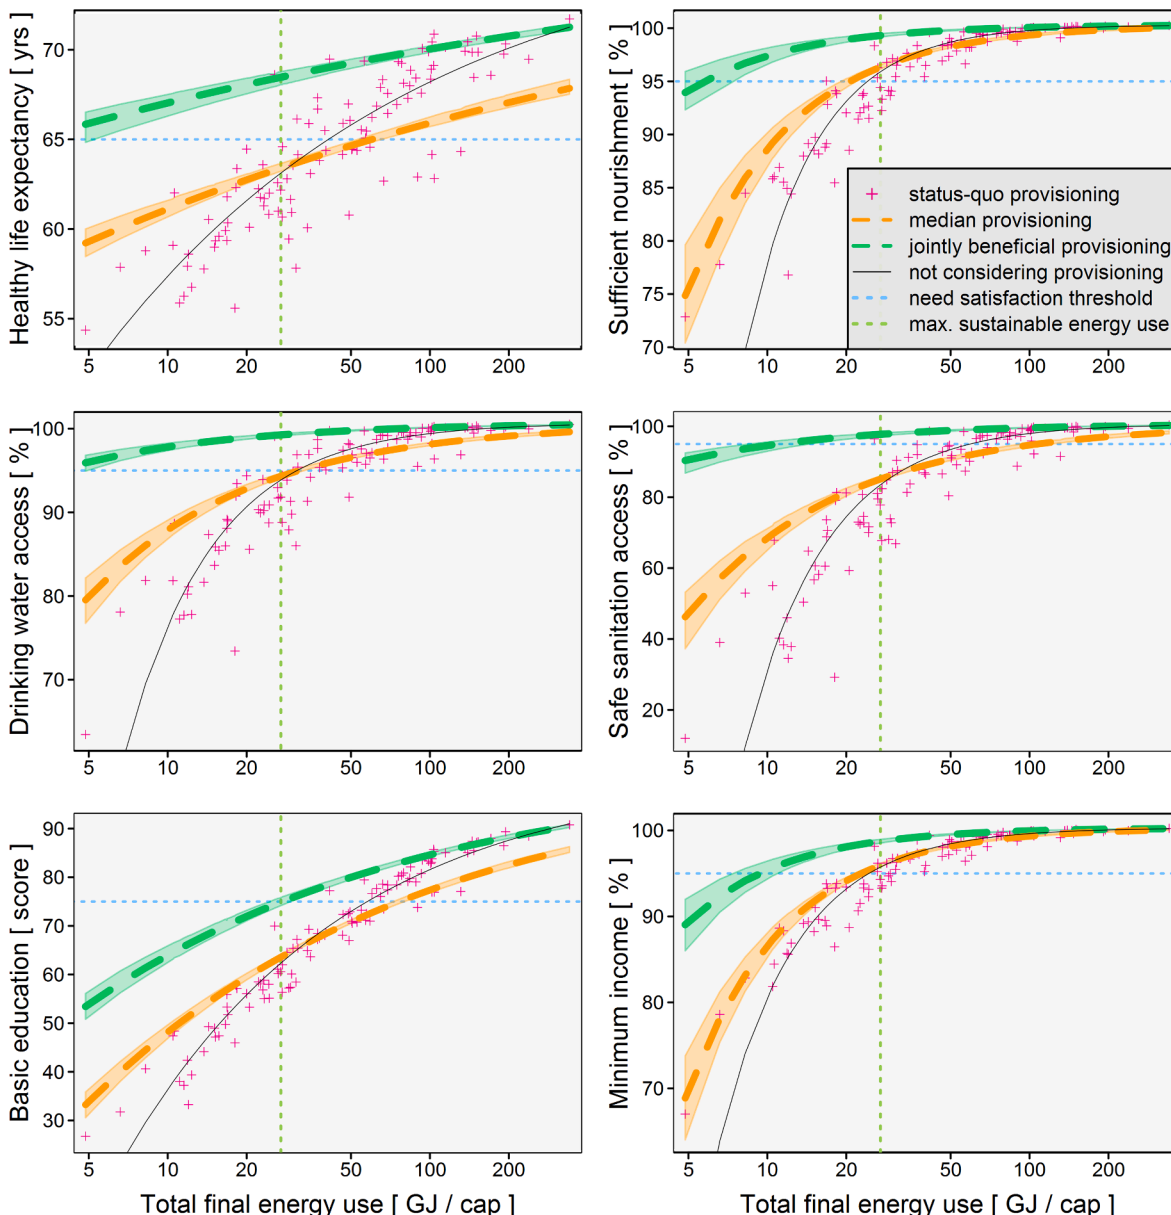 Healthy life expectancy [ yrs ]
70
65
60
55
5 10 20 50 100 200
Sufficient nourishment [ % ]
100
95
90
85
80
75
70
5 10 20 50 100 200
status-quo provisioning
median provisioning
jointly beneficial provisioning
not considering provisioning
need satisfaction threshold
max. sustainable energy use
Drinking water access [ % ]
100
90
80
70
5 10 20 50 100 200
Safe sanitation access [ % ]
100
80
60
40
20
5 10 20 50 100 200
Basic education [ score ]
90
80
70
60
50
40
30
5 10 20 50 100 200
Total final energy use [ GJ / cap ]
Minimum income [ % ]
100
90
80
70
5 10 20 50 100 200
Total final energy use [ GJ / cap ]